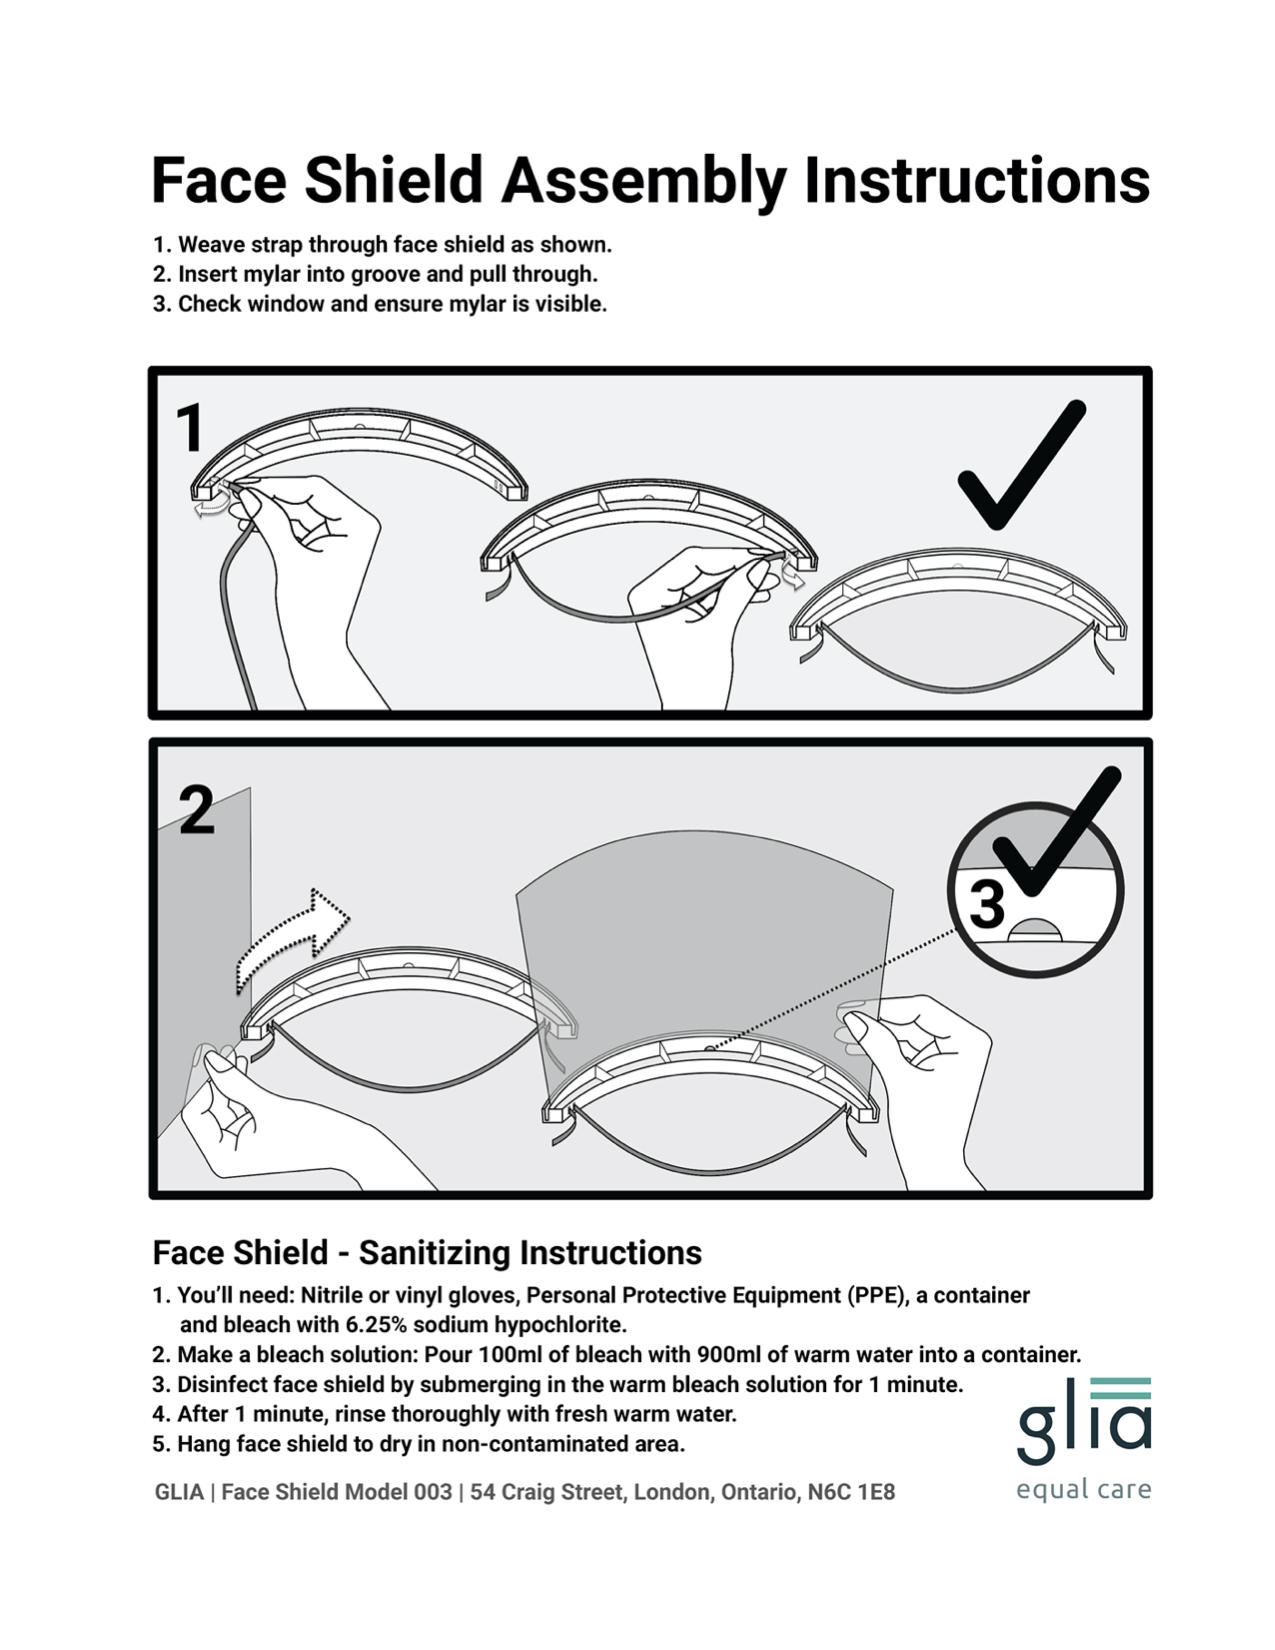 Face Shield Assembly Instructions
1. Weave strap through face shield as shown.
2. Insert mylar into groove and pull through.
3. Check window and ensure mylar is visible.
1
2
3
Face Shield - Sanitizing Instructions
1. You’ll need: Nitrile or vinyl gloves, Personal Protective Equipment (PPE), a container
and bleach with 6.25% sodium hypochlorite.
2. Make a bleach solution: Pour 100ml of bleach with 900ml of warm water into a container.
3. Disinfect face shield by submerging in the warm bleach solution for 1 minute.
4. After 1 minute, rinse thoroughly with fresh warm water.
5. Hang face shield to dry in non-contaminated area.
GLIA | Face Shield Model 003 | 54 Craig Street, London, Ontario, N6C 1E8
glia
equal care